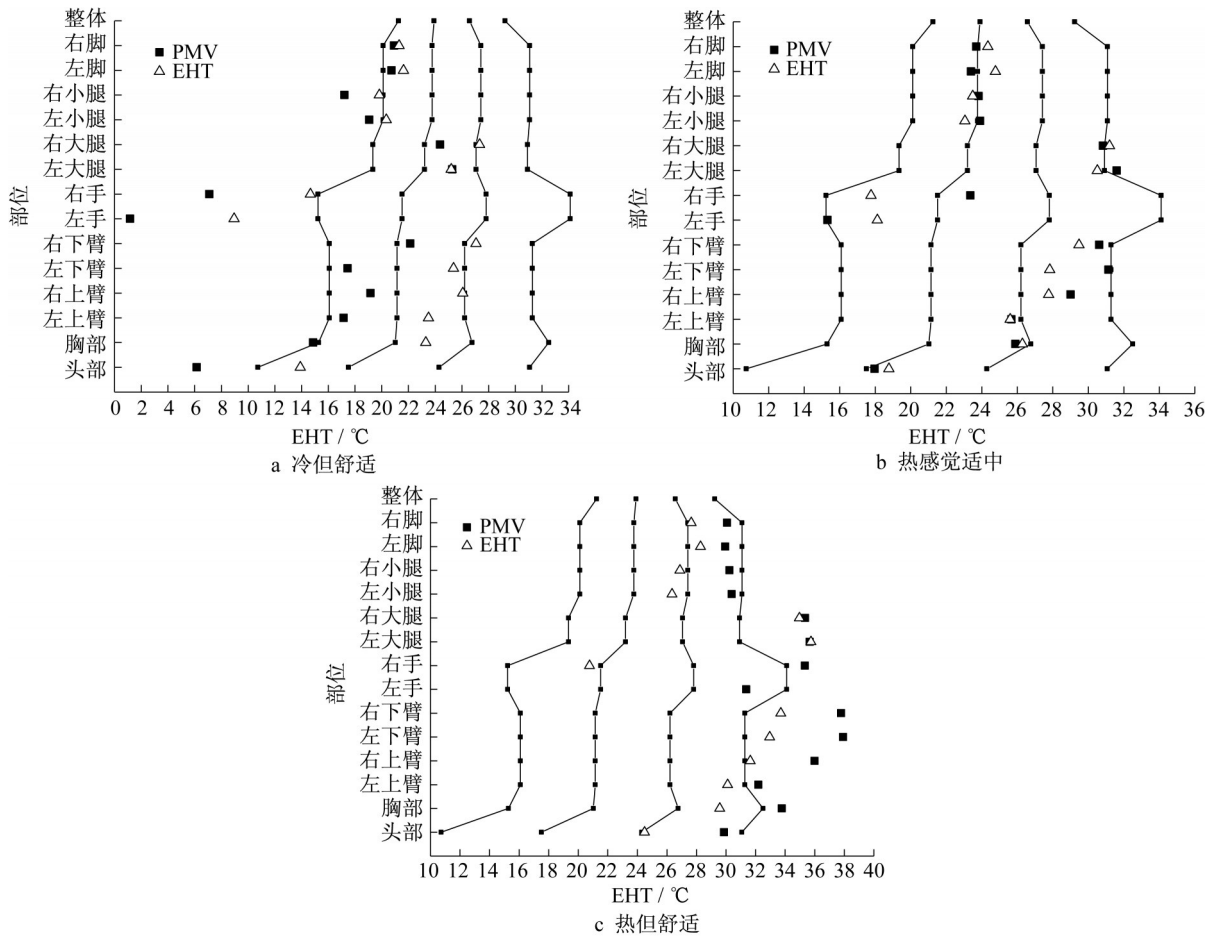 整体
右脚
左脚
右小腿
左小腿
右大腿
左大腿
右手
左手
右下臂
左下臂
右上臂
左上臂
胸部
头部
部位
PMV
EHT
0 2 4 6 8 10 12 14 16 18 20 22 24 26 28 30 32 34
EHT / ℃
a 冷但舒适
整体
右脚
左脚
右小腿
左小腿
右大腿
左大腿
右手
左手
右下臂
左下臂
右上臂
左上臂
胸部
头部
部位
PMV
EHT
10 12 14 16 18 20 22 24 26 28 30 32 34 36
EHT / ℃
b 热感觉适中
整体
右脚
左脚
右小腿
左小腿
右大腿
左大腿
右手
左手
右下臂
左下臂
右上臂
左上臂
胸部
头部
部位
PMV
EHT
10 12 14 16 18 20 22 24 26 28 30 32 34 36 38 40
EHT / ℃
c 热但舒适